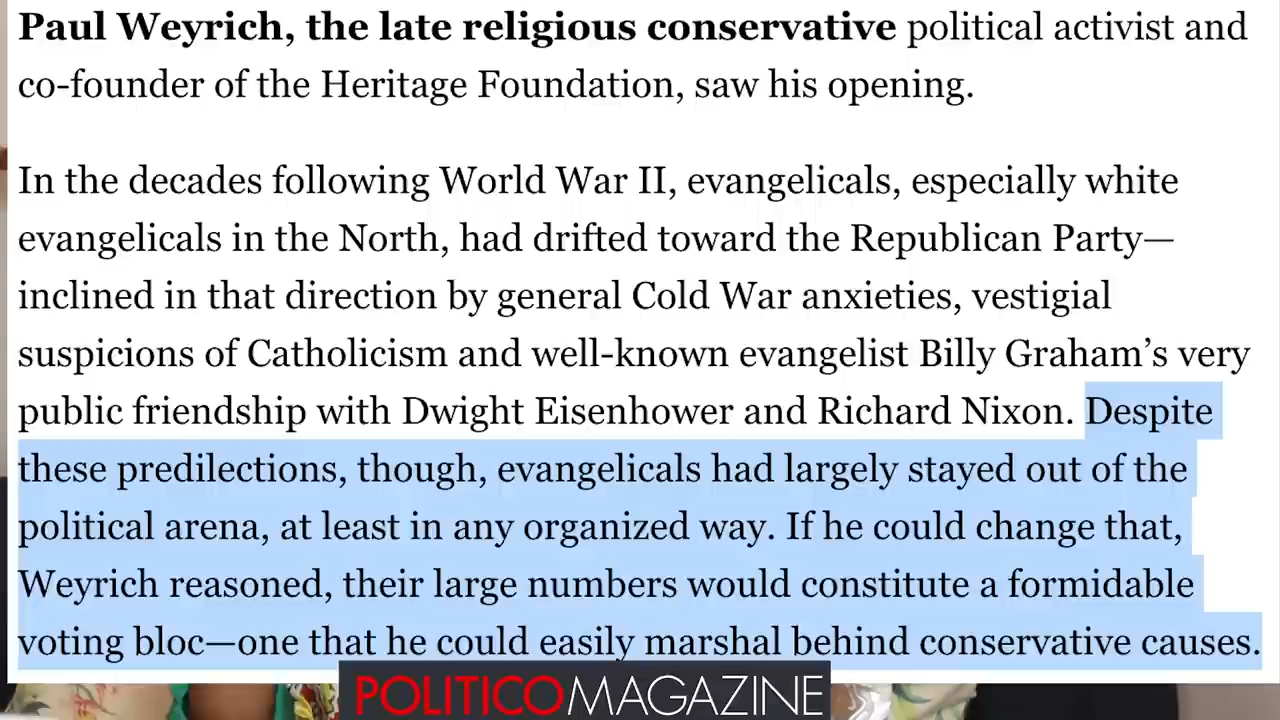 Paul Weyrich, the late religious conservative political activist and
co-founder of the Heritage Foundation, saw his opening.
In the decades following World War II, evangelicals, especially white
evangelicals in the North, had drifted toward the Republican Party—
inclined in that direction by general Cold War anxieties, vestigial
suspicions of Catholicism and well-known evangelist Billy Graham’s very
public friendship with Dwight Eisenhower and Richard Nixon. Despite
these predilections, though, evangelicals had largely stayed out of the
political arena, at least in any organized way. If he could change that,
Weyrich reasoned, their large numbers would constitute a formidable
voting bloc—one that he could easily marshal behind conservative causes.
POLITICOMAGAZINE